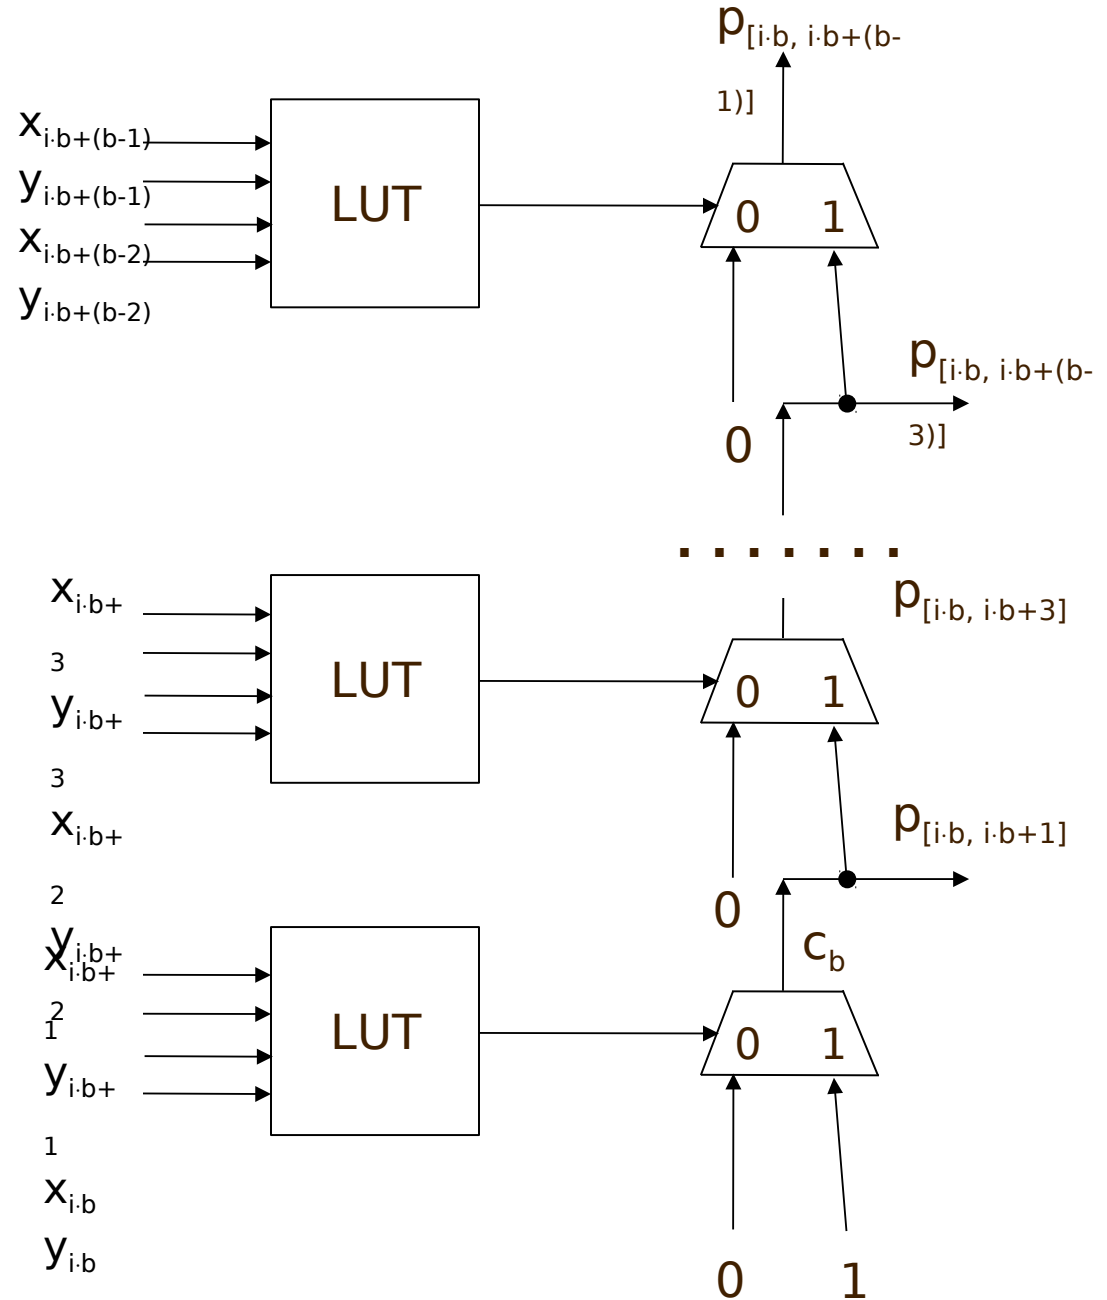 p[i·b, i·b+(b-
1)]
xi·b+(b-1)
yi·b+(b-1)
xi·b+(b-2)
yi·b+(b-2)
LUT
0 1
p[i·b, i·b+(b-
3)]
0
.......
xi·b+
3
yi·b+
3
xi·b+
2
yi·b+
2
LUT
0 1
p[i·b, i·b+3]
p[i·b, i·b+1]
0
cb
xi·b+
1
yi·b+
1
xi·b
yi·b
LUT
0 1
0 1